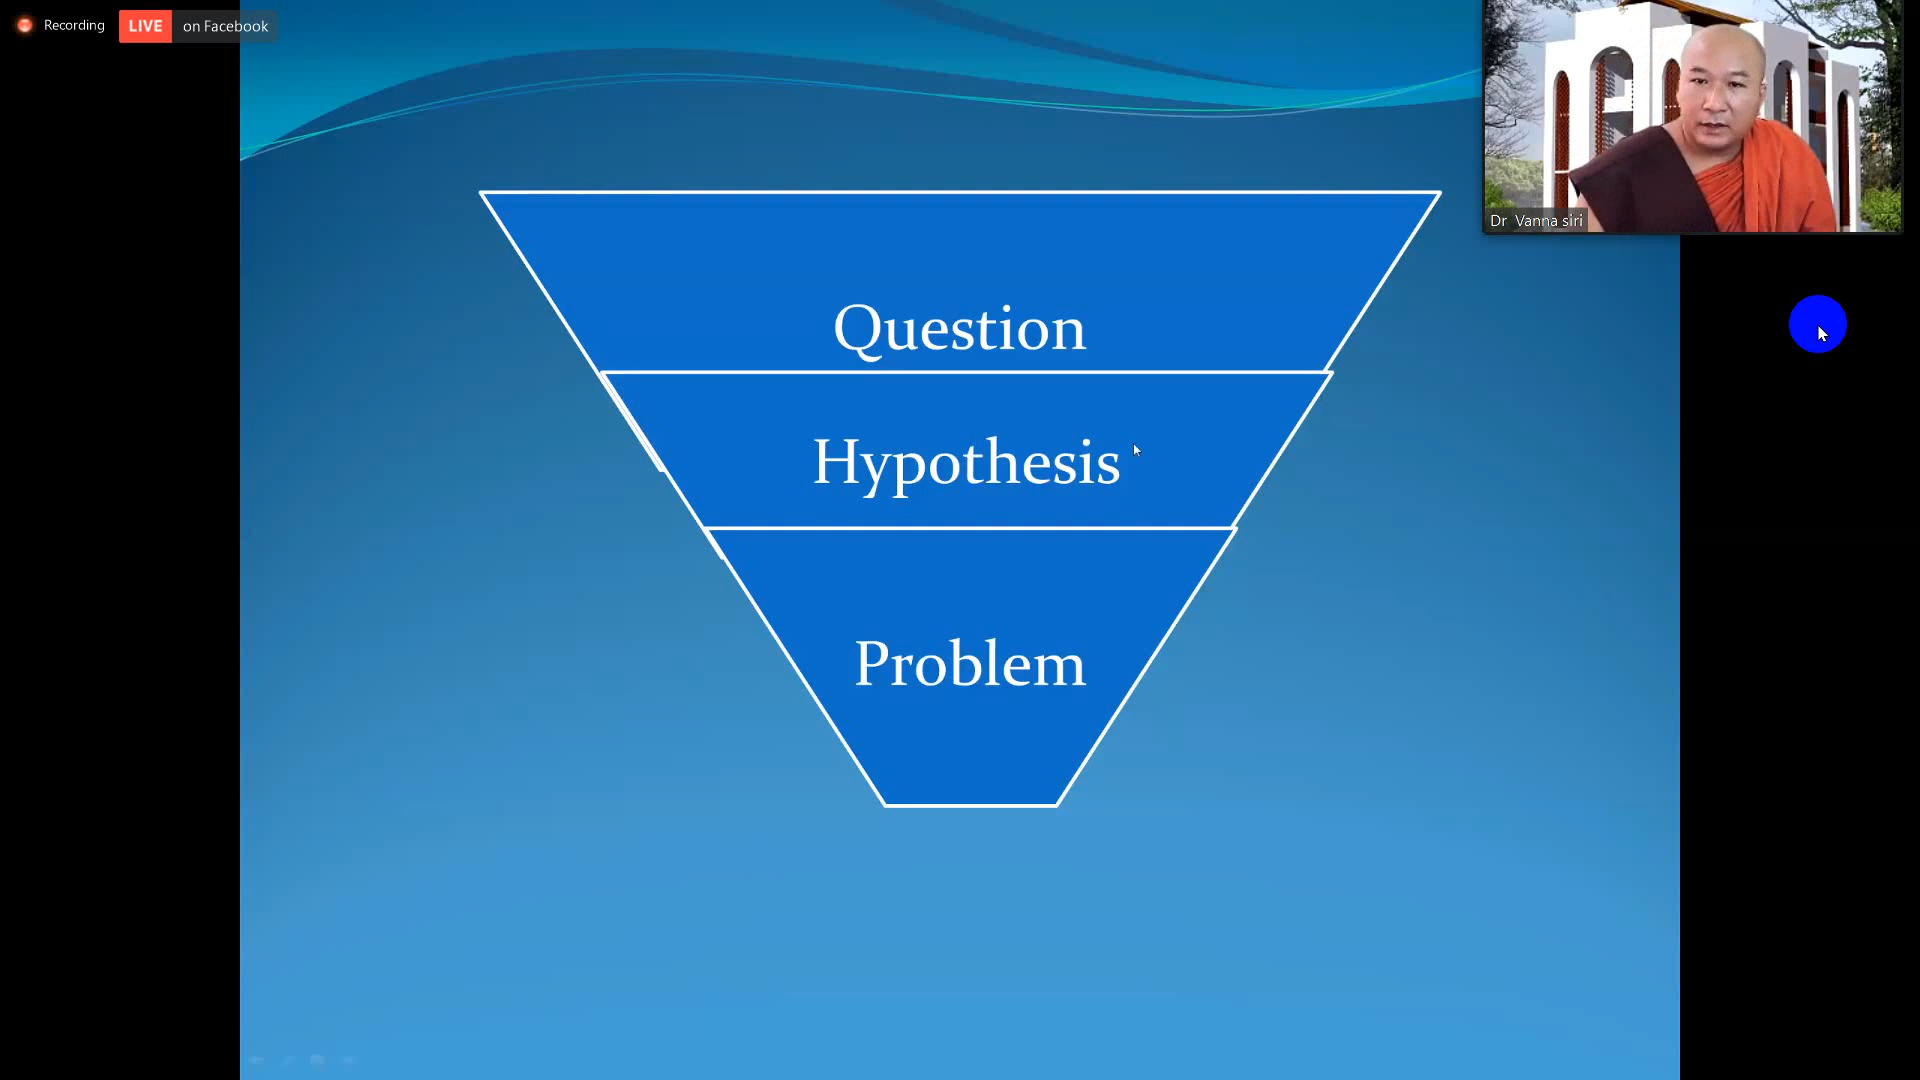 Recording
LIVE on Facebook
Question
Hypothesis
Problem
Dr Vanna siri